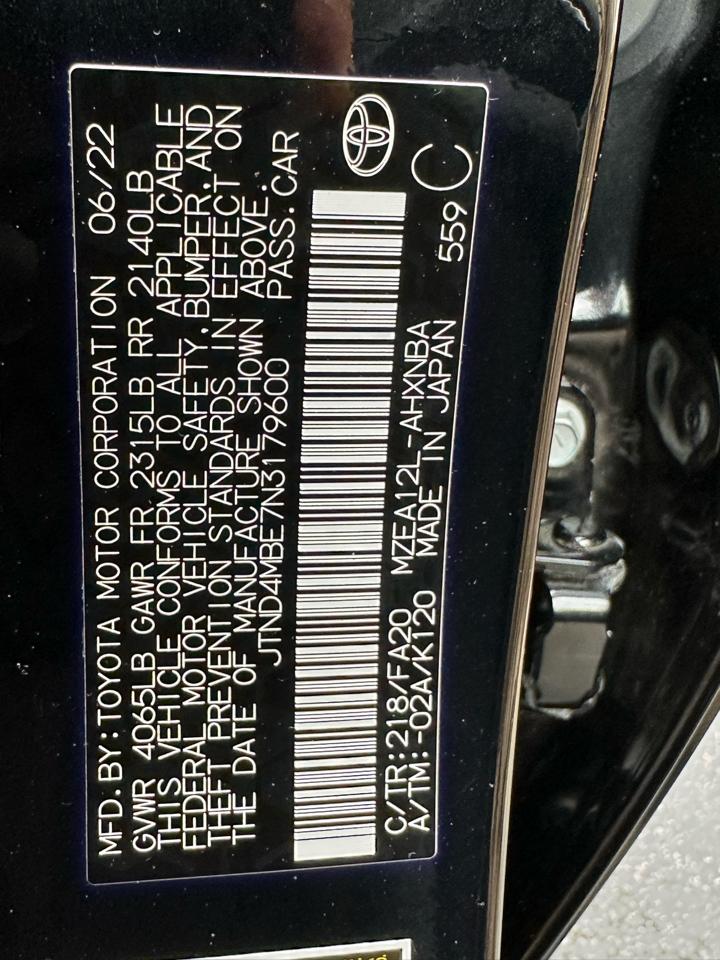 MFD.BY:TOYOTA MOTOR CORPORATION 06/22
GVWR 4065LB GAWR FR 2315LB RR 2140LB
THIS VEHICLE CONFORMS TO ALL APPLICABLE
FEDERAL MOTOR VEHICLE SAFETY, BUMPER, AND
THEFT PREVENTION STANDARDS IN EFFECT ON
THE DATE OF MANUFACTURE SHOWN ABOVE.
JTND4MBE7N3179600 PASS.CAR
C/TR:218/FA20 MZEA12L-AHXNBA 559 C
A/TM:-02A/K120 MADE IN JAPAN